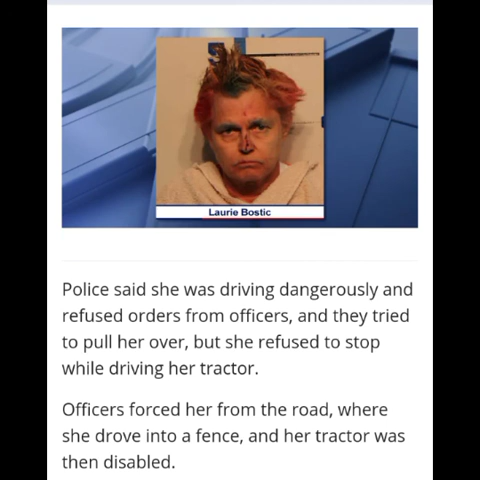 Laurie Bostic
Police said she was driving dangerously and
refused orders from officers, and they tried
to pull her over, but she refused to stop
while driving her tractor.
Officers forced her from the road, where
she drove into a fence, and her tractor was
then disabled.